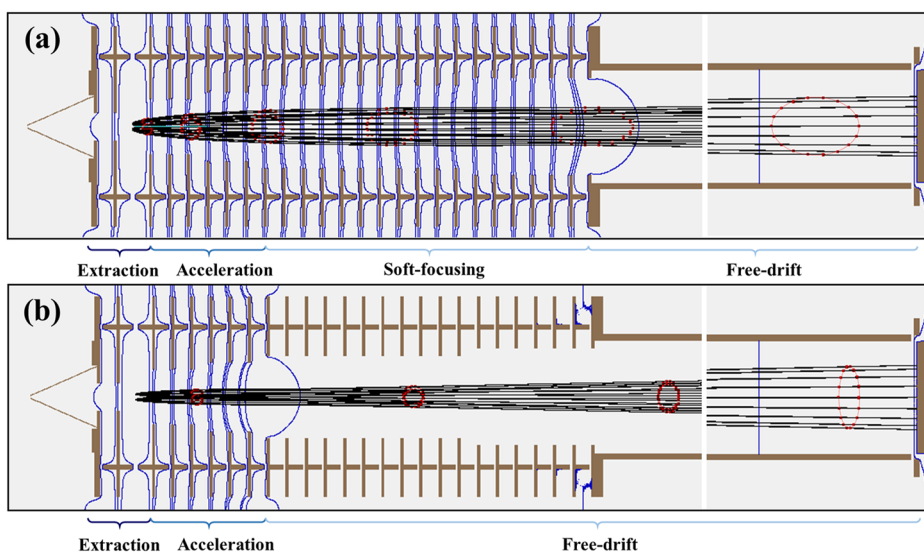 (a)
Extraction Acceleration Soft-focusing Free-drift
(b)
Extraction Acceleration Free-drift